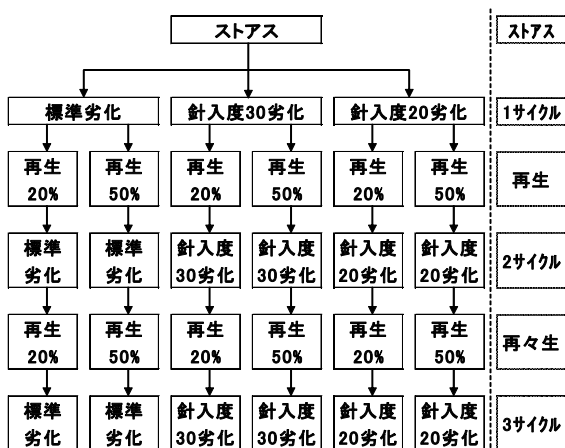 ストアス
ストアス
標準劣化 針入度30劣化 針入度20劣化
1サイクル
再生 再生 再生 再生 再生 再生
20% 50% 20% 50% 20% 50%
再生
標準 標準 針入度 針入度 針入度 針入度
劣化 劣化 30劣化 30劣化 20劣化 20劣化
2サイクル
再生 再生 再生 再生 再生 再生
20% 50% 20% 50% 20% 50%
再々生
標準 標準 針入度 針入度 針入度 針入度
劣化 劣化 30劣化 30劣化 20劣化 20劣化
3サイクル